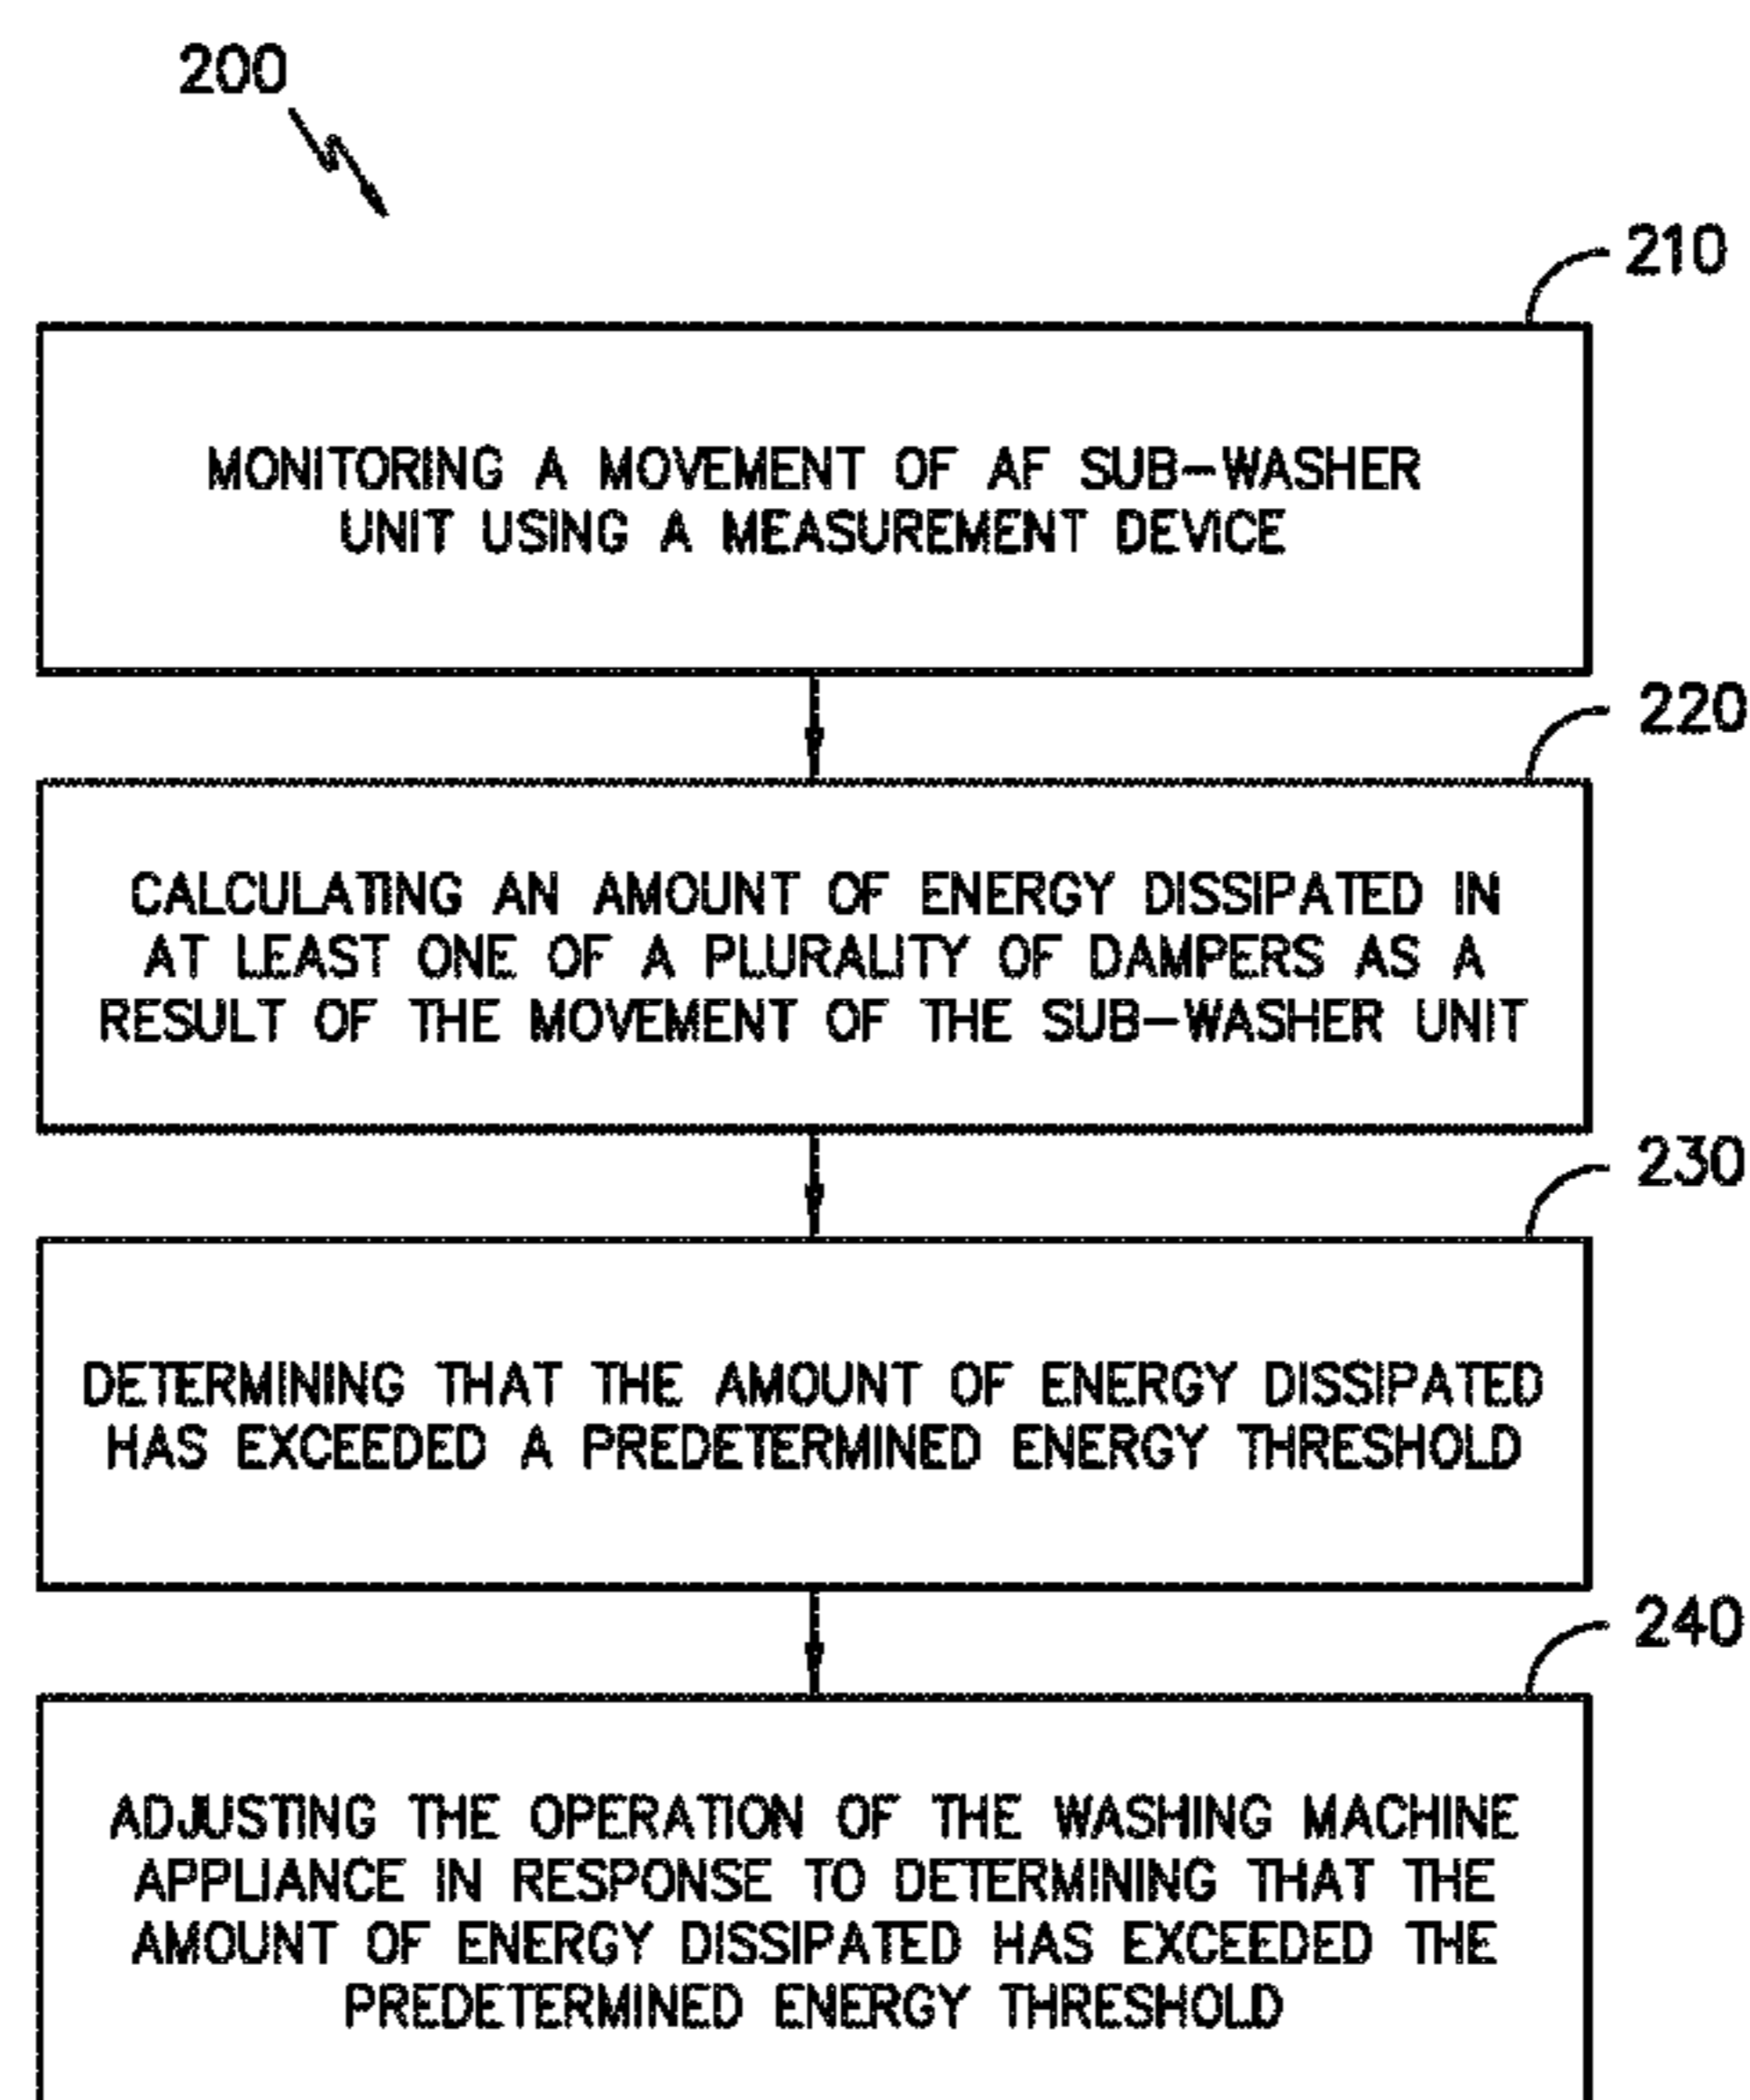 200
210
MONITORING A MOVEMENT OF AF SUB-WASHER
UNIT USING A MEASUREMENT DEVICE
220
CALCULATING AN AMOUNT OF ENERGY DISSIPATED IN
AT LEAST ONE OF A PLURALITY OF DAMPERS AS A
RESULT OF THE MOVEMENT OF THE SUB-WASHER UNIT
230
DETERMINING THAT THE AMOUNT OF ENERGY DISSIPATED
HAS EXCEEDED A PREDETERMINED ENERGY THRESHOLD
240
ADJUSTING THE OPERATION OF THE WASHING MACHINE
APPLIANCE IN RESPONSE TO DETERMINING THAT THE
AMOUNT OF ENERGY DISSIPATED HAS EXCEEDED THE
PREDETERMINED ENERGY THRESHOLD